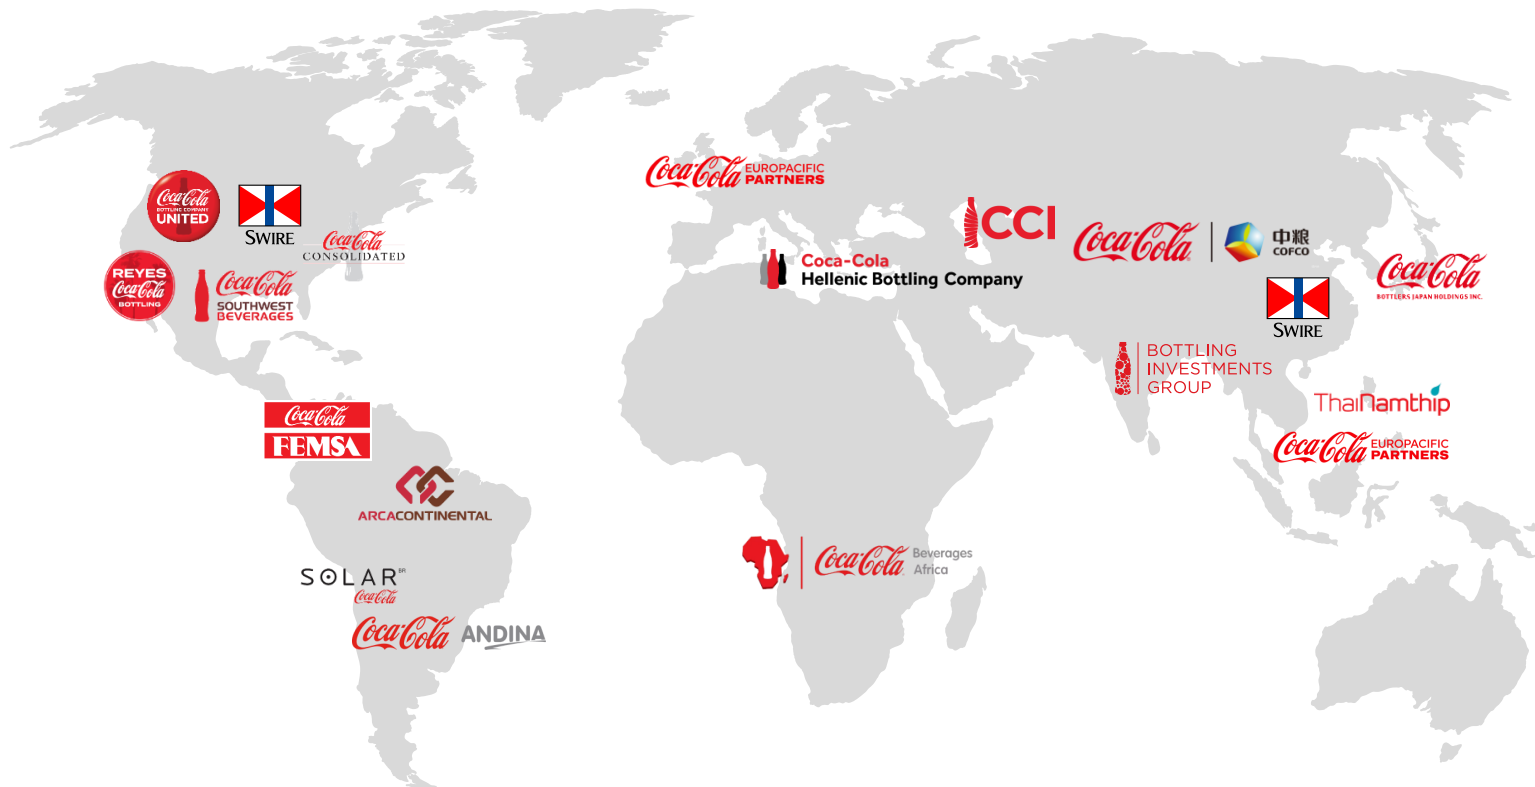 Coca-Cola
BOTTLING COMPANY
UNITED
SWIRE
Coca-Cola
CONSOLIDATED
REYES
Coca-Cola
BOTTLING
Coca-Cola
SOUTHWEST
BEVERAGES
Coca-Cola
FEMSA
ARCACONTINENTAL
SOLAR BR
Coca-Cola
Coca-Cola ANDINA
Coca-Cola EUROPACIFIC
PARTNERS
Coca-Cola
Hellenic Bottling Company
CCI
Coca-Cola 中粮
COFCO
Coca-Cola
BOTTLERS JAPAN HOLDINGS INC.
SWIRE
BOTTLING
INVESTMENTS
GROUP
ThaiNamthip
Coca-Cola EUROPACIFIC
PARTNERS
Coca-Cola Beverages
Africa